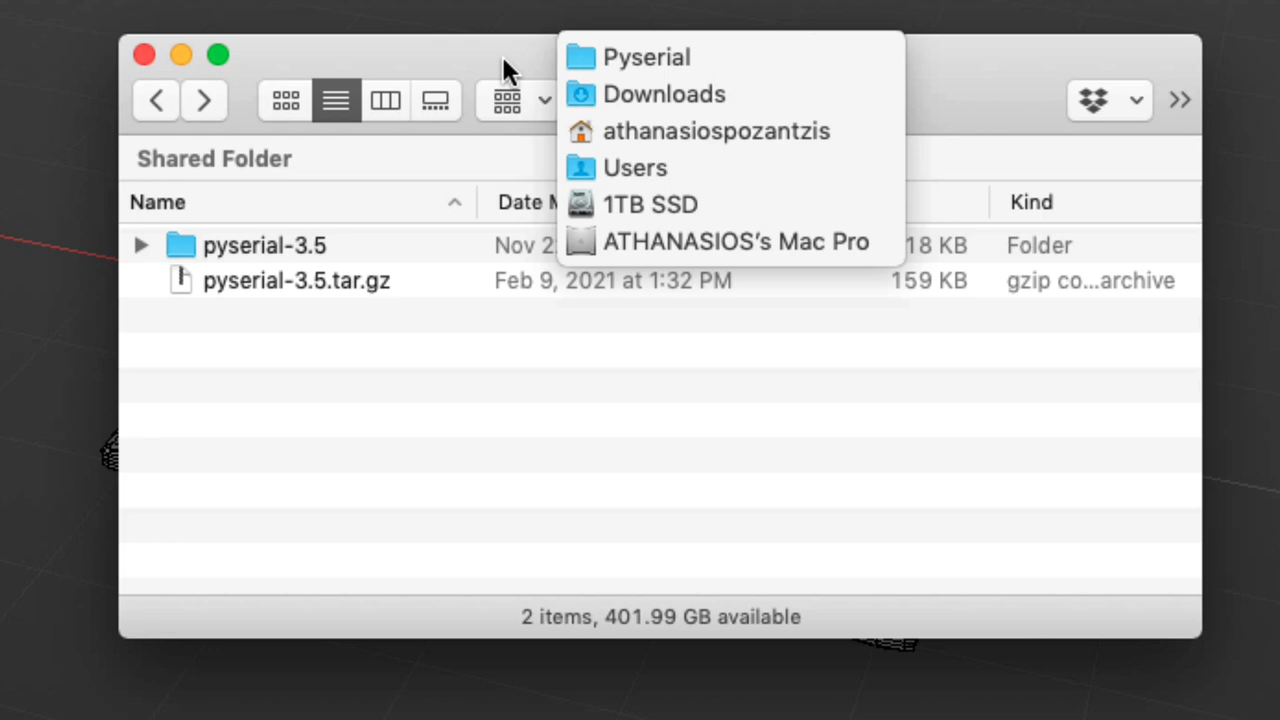 Pyserial
Downloads
athanasiospozantzis
Users
1TB SSD
ATHANASIOS's Mac Pro
Shared Folder
Name Date M Kind
pyserial-3.5 Nov 2 18 KB Folder
pyserial-3.5.tar.gz Feb 9, 2021 at 1:32 PM 159 KB gzip co...archive
2 items, 401.99 GB available